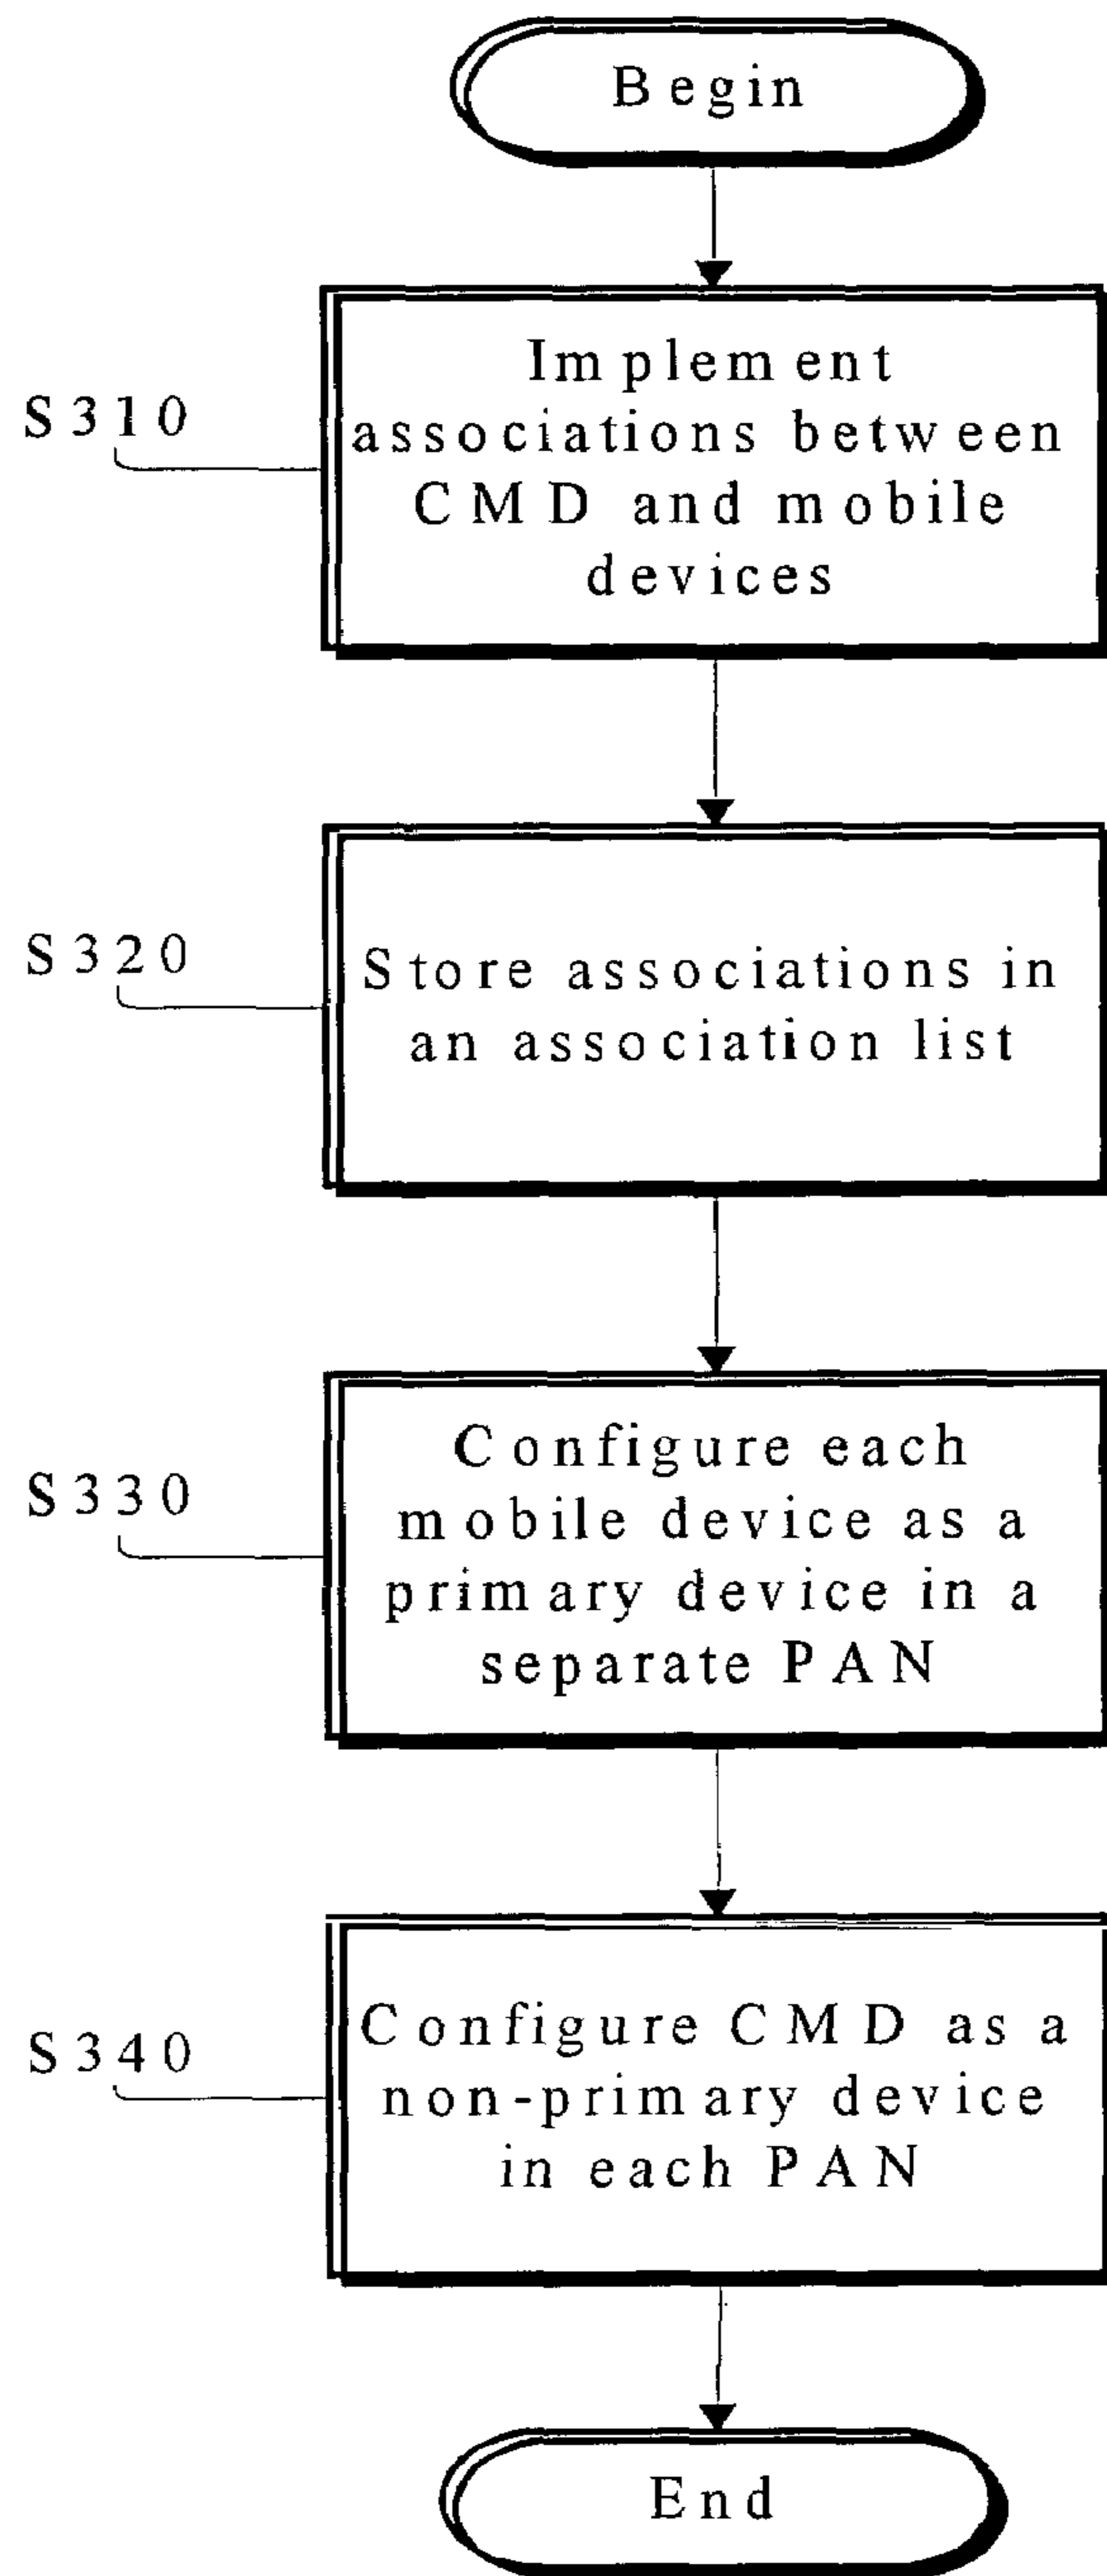 Begin
Implement
S310
associations between
CMD and mobile
devices
S320
Store associations in
an association list
Configure each
S330
mobile device as a
primary device in a
separate PAN
S340
Configure CMD as a
non-primary device
in each PAN
End